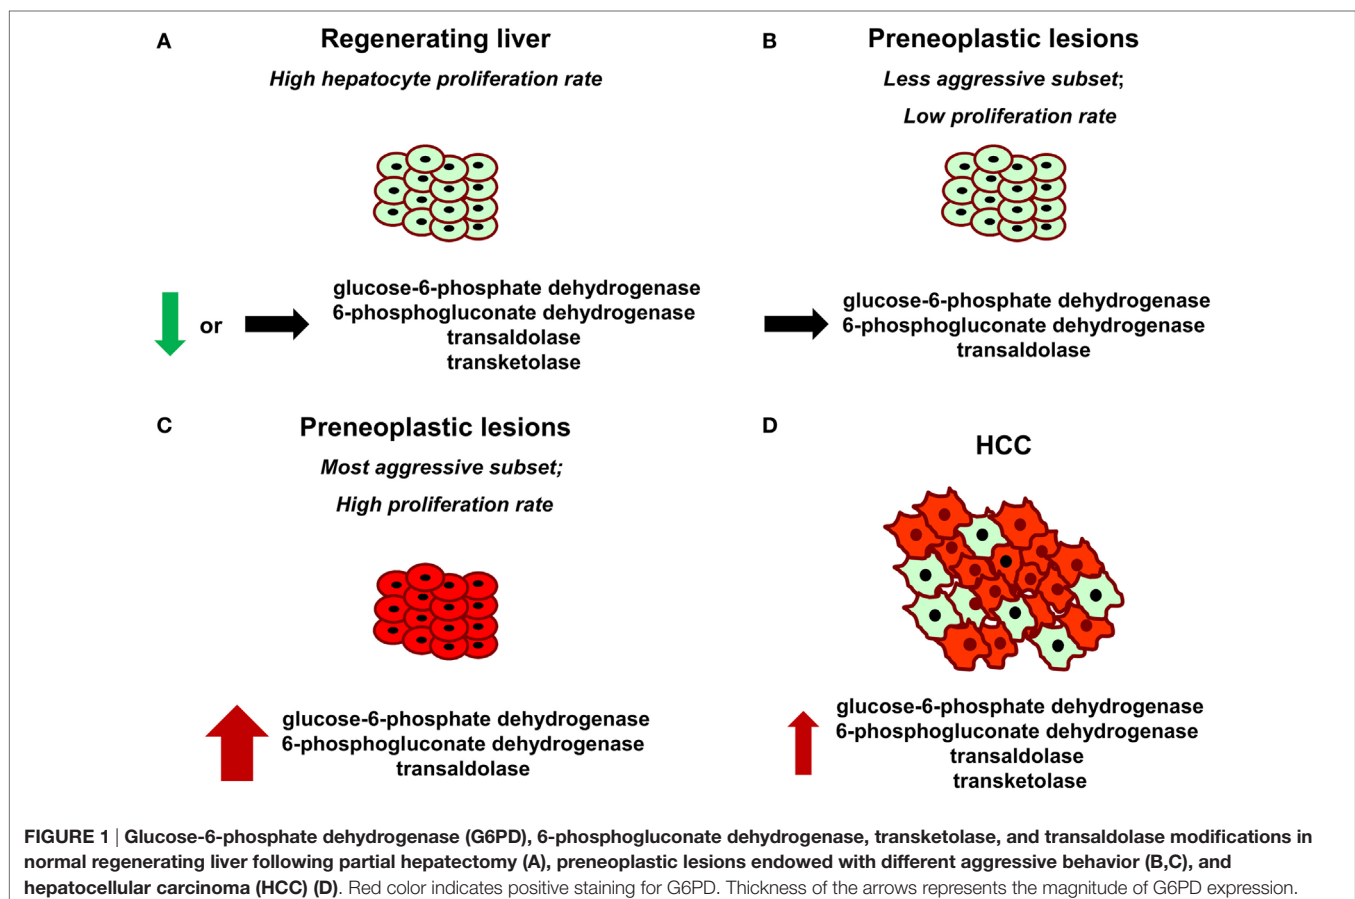 A
Regenerating liver
High hepatocyte proliferation rate
or
glucose-6-phosphate dehydrogenase
6-phosphogluconate dehydrogenase
transaldolase
transketolase
B
Preneoplastic lesions
Less aggressive subset;
Low proliferation rate
glucose-6-phosphate dehydrogenase
6-phosphogluconate dehydrogenase
transaldolase
C
Preneoplastic lesions
Most aggressive subset;
High proliferation rate
glucose-6-phosphate dehydrogenase
6-phosphogluconate dehydrogenase
transaldolase
D
HCC
glucose-6-phosphate dehydrogenase
6-phosphogluconate dehydrogenase
transaldolase
transketolase
FIGURE 1 | Glucose-6-phosphate dehydrogenase (G6PD), 6-phosphogluconate dehydrogenase, transketolase, and transaldolase modifications in
normal regenerating liver following partial hepatectomy (A), preneoplastic lesions endowed with different aggressive behavior (B,C), and
hepatocellular carcinoma (HCC) (D). Red color indicates positive staining for G6PD. Thickness of the arrows represents the magnitude of G6PD expression.